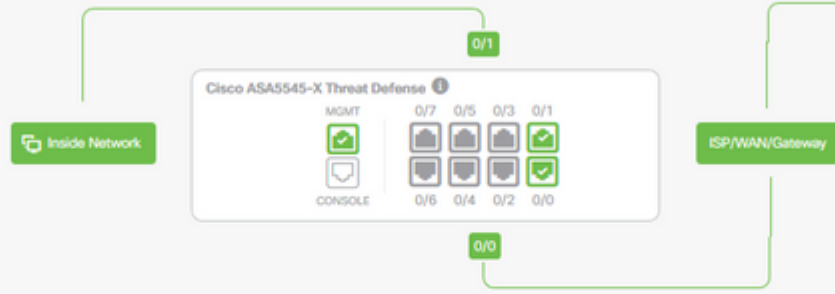 0/1
Cisco ASA5545-X Threat Defense
MGMT 0/7 0/5 0/3 0/1
Inside Network
ISP/WAN/Gateway
CONSOLE 0/6 0/4 0/2 0/0
0/0